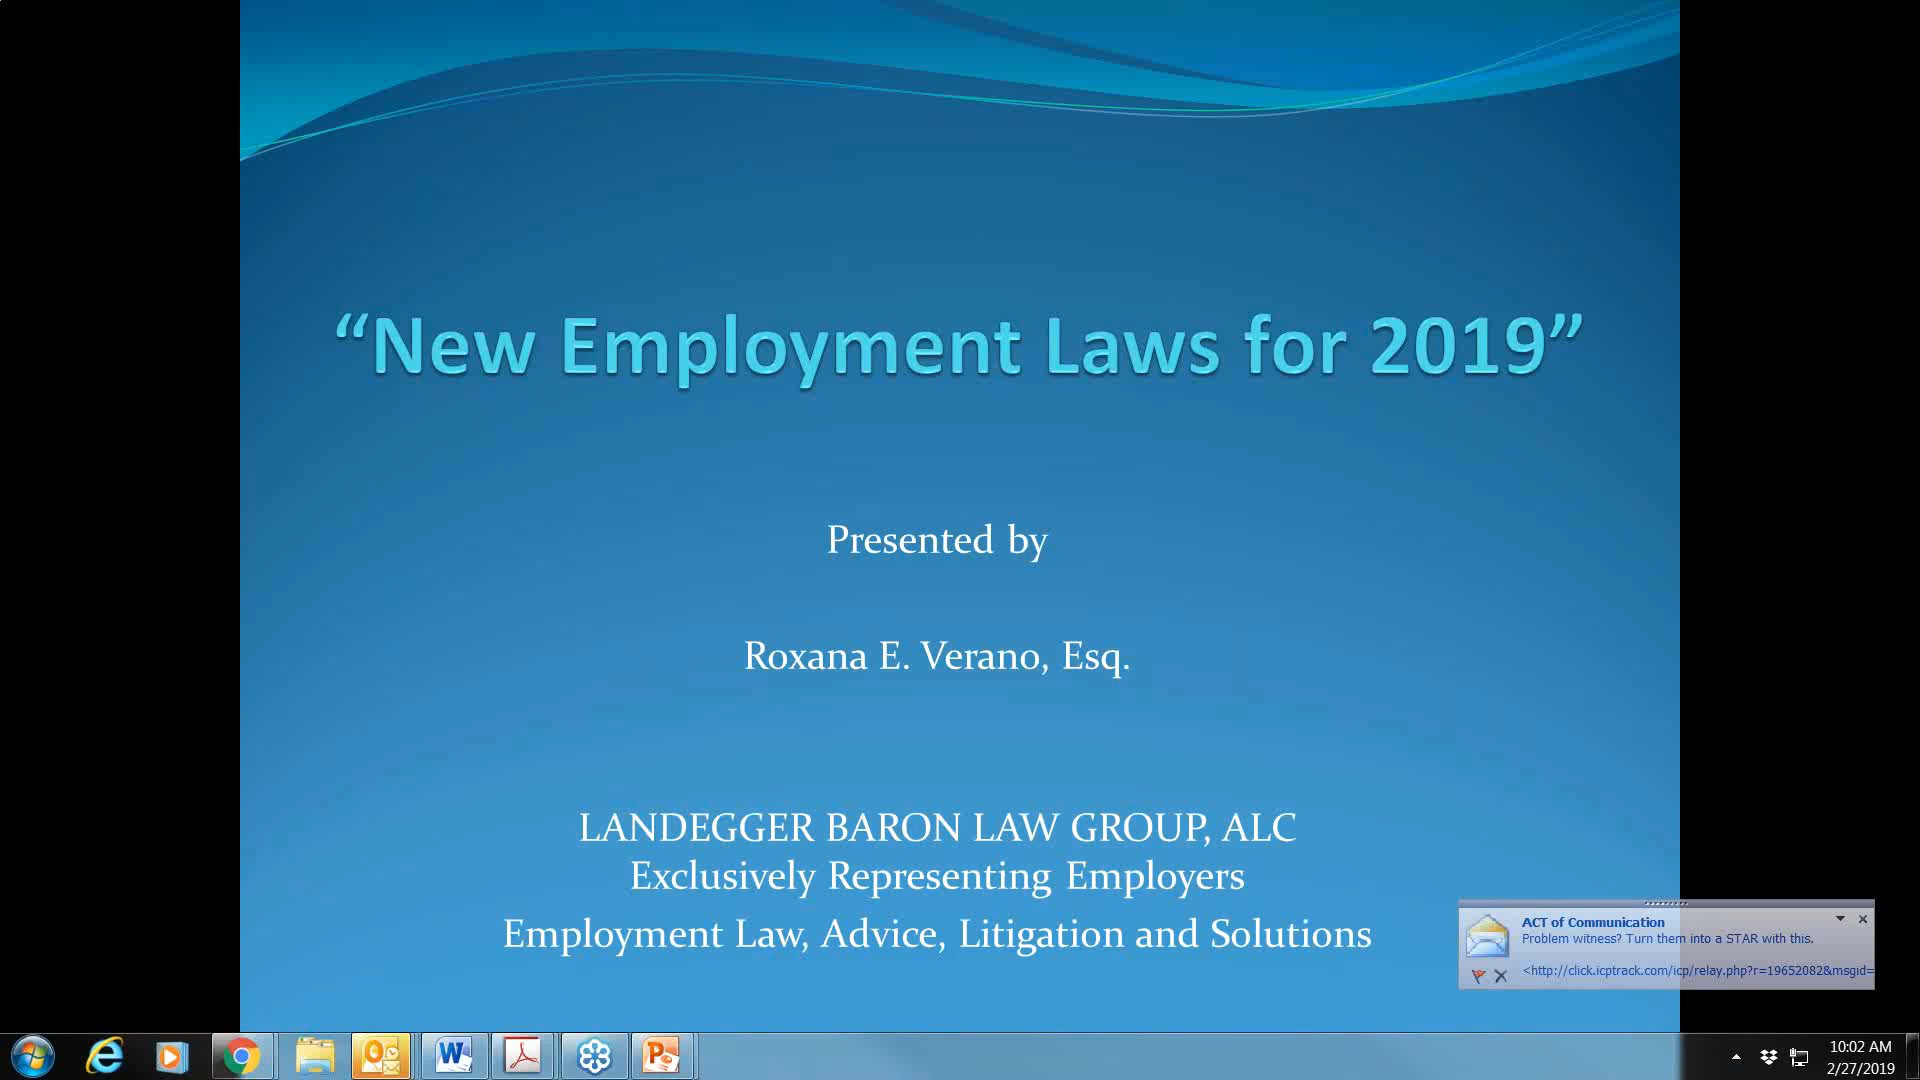 “New Employment Laws for 2019”
Presented by
Roxana E. Verano, Esq.
LANDEGGER BARON LAW GROUP, ALC
Exclusively Representing Employers
Employment Law, Advice, Litigation and Solutions
ACT of Communication
Problem witness? Turn them into a STAR with this.
<http://click.icptrack.com/icp/relay.php?r=19652082&msgid=
10:02 AM
2/27/2019